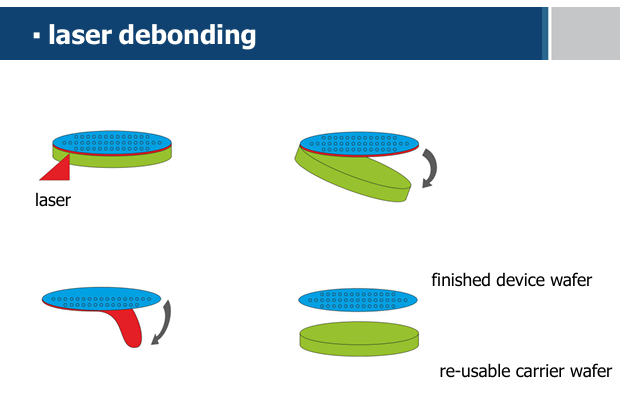 ▪ laser debonding
laser
finished device wafer
re-usable carrier wafer